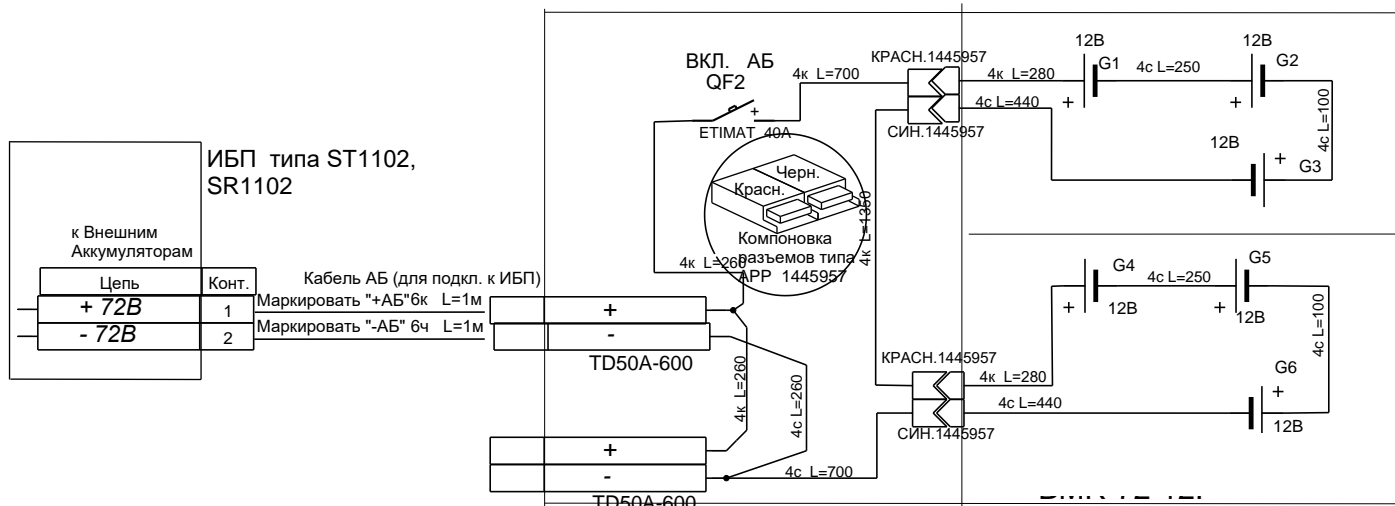 ИБП типа ST1102,
SR1102
к Внешним
Аккумуляторам
Цепь
Конт.
+ 72В
1
- 72В
2
Кабель АБ (для подкл. к ИБП)
Маркировать "+АБ"6к L=1м
Маркировать "-АБ" 6ч L=1м
+
-
TD50A-600
+
-
TD50A-600
ВКЛ. АБ
QF2
+
ETIMAT 40А
4к L=700
4к L=260
Черн.
Красн.
Компоновка
разъемов типа
APP 1445957
4к L=1350
4к L=260
4с L=260
4с L=700
КРАСН.1445957
СИН.1445957
4к L=280
4с L=440
12В
G1
+
4с L=250
12В
G2
+
4с L=100
12В
+
G3
КРАСН.1445957
СИН.1445957
4к L=280
4с L=440
G4
+
12В
4с L=250
G5
+
12В
4с L=100
G6
+
12В